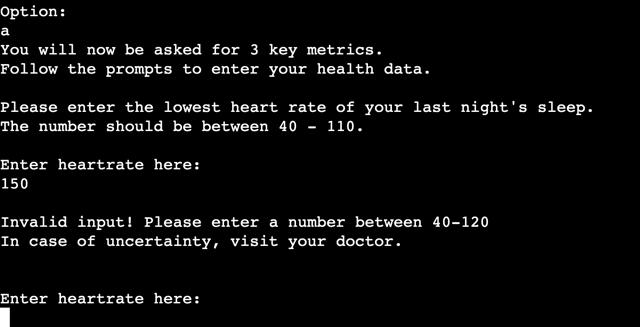 Option:
a
You will now be asked for 3 key metrics.
Follow the prompts to enter your health data.
Please enter the lowest heart rate of your last night's sleep.
The number should be between 40 - 110.
Enter heartrate here:
150
Invalid input! Please enter a number between 40-120
In case of uncertainty, visit your doctor.
Enter heartrate here: